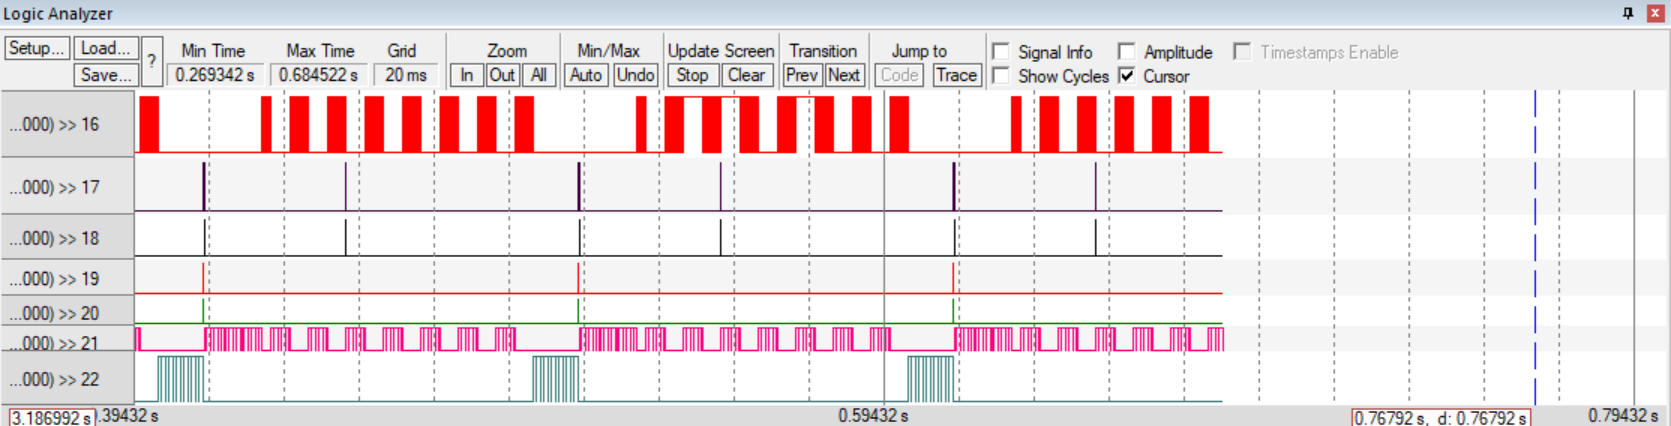 Logic Analyzer
Setup... Load... ? Min Time Max Time Grid Zoom Min/Max Update Screen Transition Jump to Signal Info Amplitude Timestamps Enable
Save... 0.269342 s 0.684522 s 20 ms In Out All Auto Undo Stop Clear Prev Next Code Trace Show Cycles Cursor
...000) >> 16
...000) >> 17
...000) >> 18
...000) >> 19
...000) >> 20
...000) >> 21
...000) >> 22
3.186992 s ).39432 s 0.59432 s 0.76792 s, d: 0.76792 s 0.79432 s